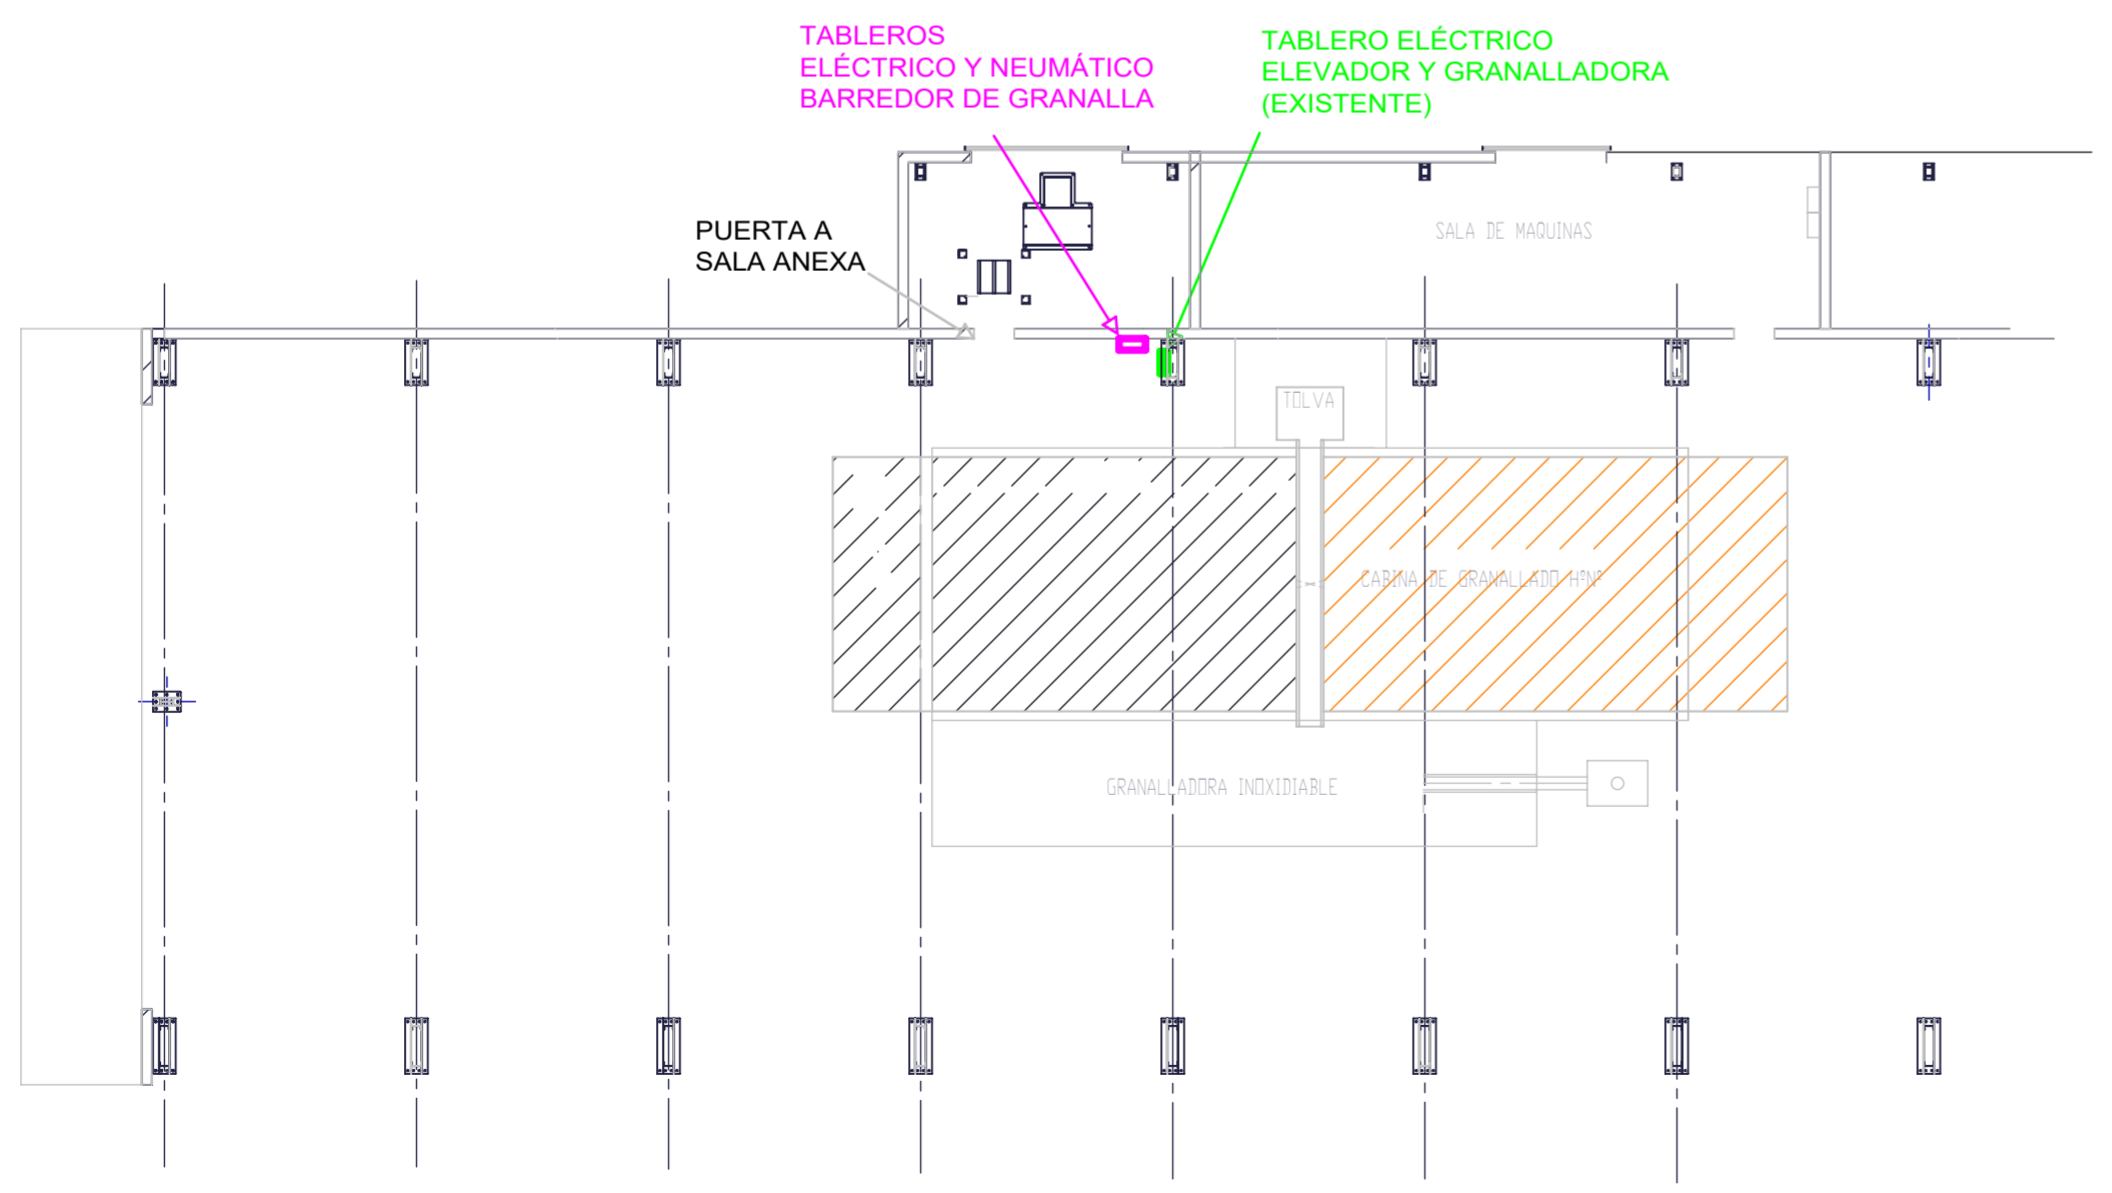 TABLEROS
ELÉCTRICO Y NEUMÁTICO
BARREDOR DE GRANALLA
TABLERO ELÉCTRICO
ELEVADOR Y GRANALLADORA
(EXISTENTE)
PUERTA A
SALA ANEXA
SALA DE MAQUINAS
TOLVA
CABINA DE GRANALLADO HºNº
GRANALLADORA INOXIDIABLE